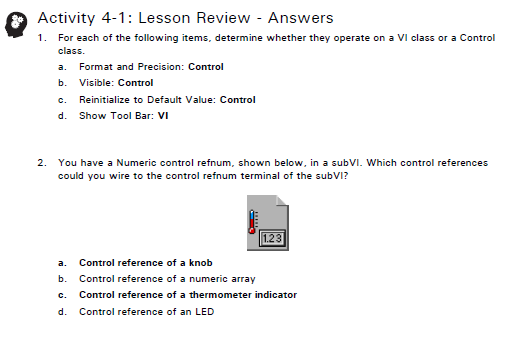 Activity 4-1: Lesson Review - Answers
1. For each of the following items, determine whether they operate on a VI class or a Control
class.
a. Format and Precision: Control
b. Visible: Control
c. Reinitialize to Default Value: Control
d. Show Tool Bar: VI
2. You have a Numeric control refnum, shown below, in a subVI. Which control references
could you wire to the control refnum terminal of the subVI?
1.23
a. Control reference of a knob
b. Control reference of a numeric array
c. Control reference of a thermometer indicator
d. Control reference of an LED